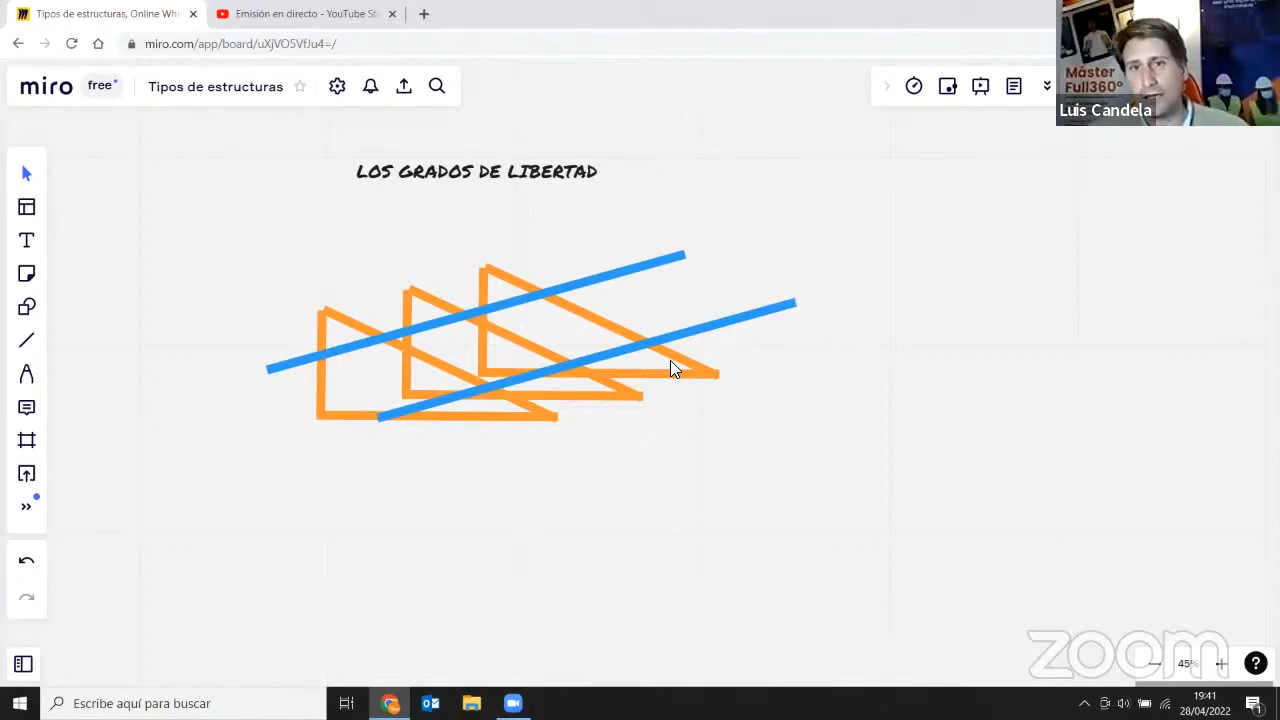 Tipos de estructuras, Online Wh
Emisión en directo - YouTube St
miro.com/app/board/uXjVO5VfJu4=/
miro
free
Tipos de estructuras
Máster
Full360º
Luis Candela
LOS GRADOS DE LIBERTAD
zoom
45%
Escribe aquí para buscar
19:41
28/04/2022
1